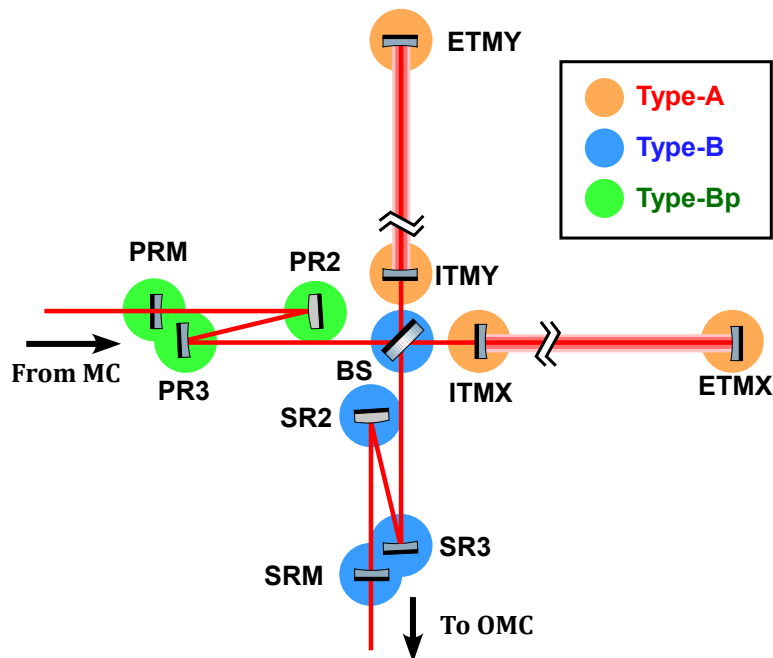 ETMY
Type-A
Type-B
Type-Bp
PRM
PR2
ITMY
From MC
PR3
BS
ITMX
ETMX
SR2
SR3
SRM
To OMC